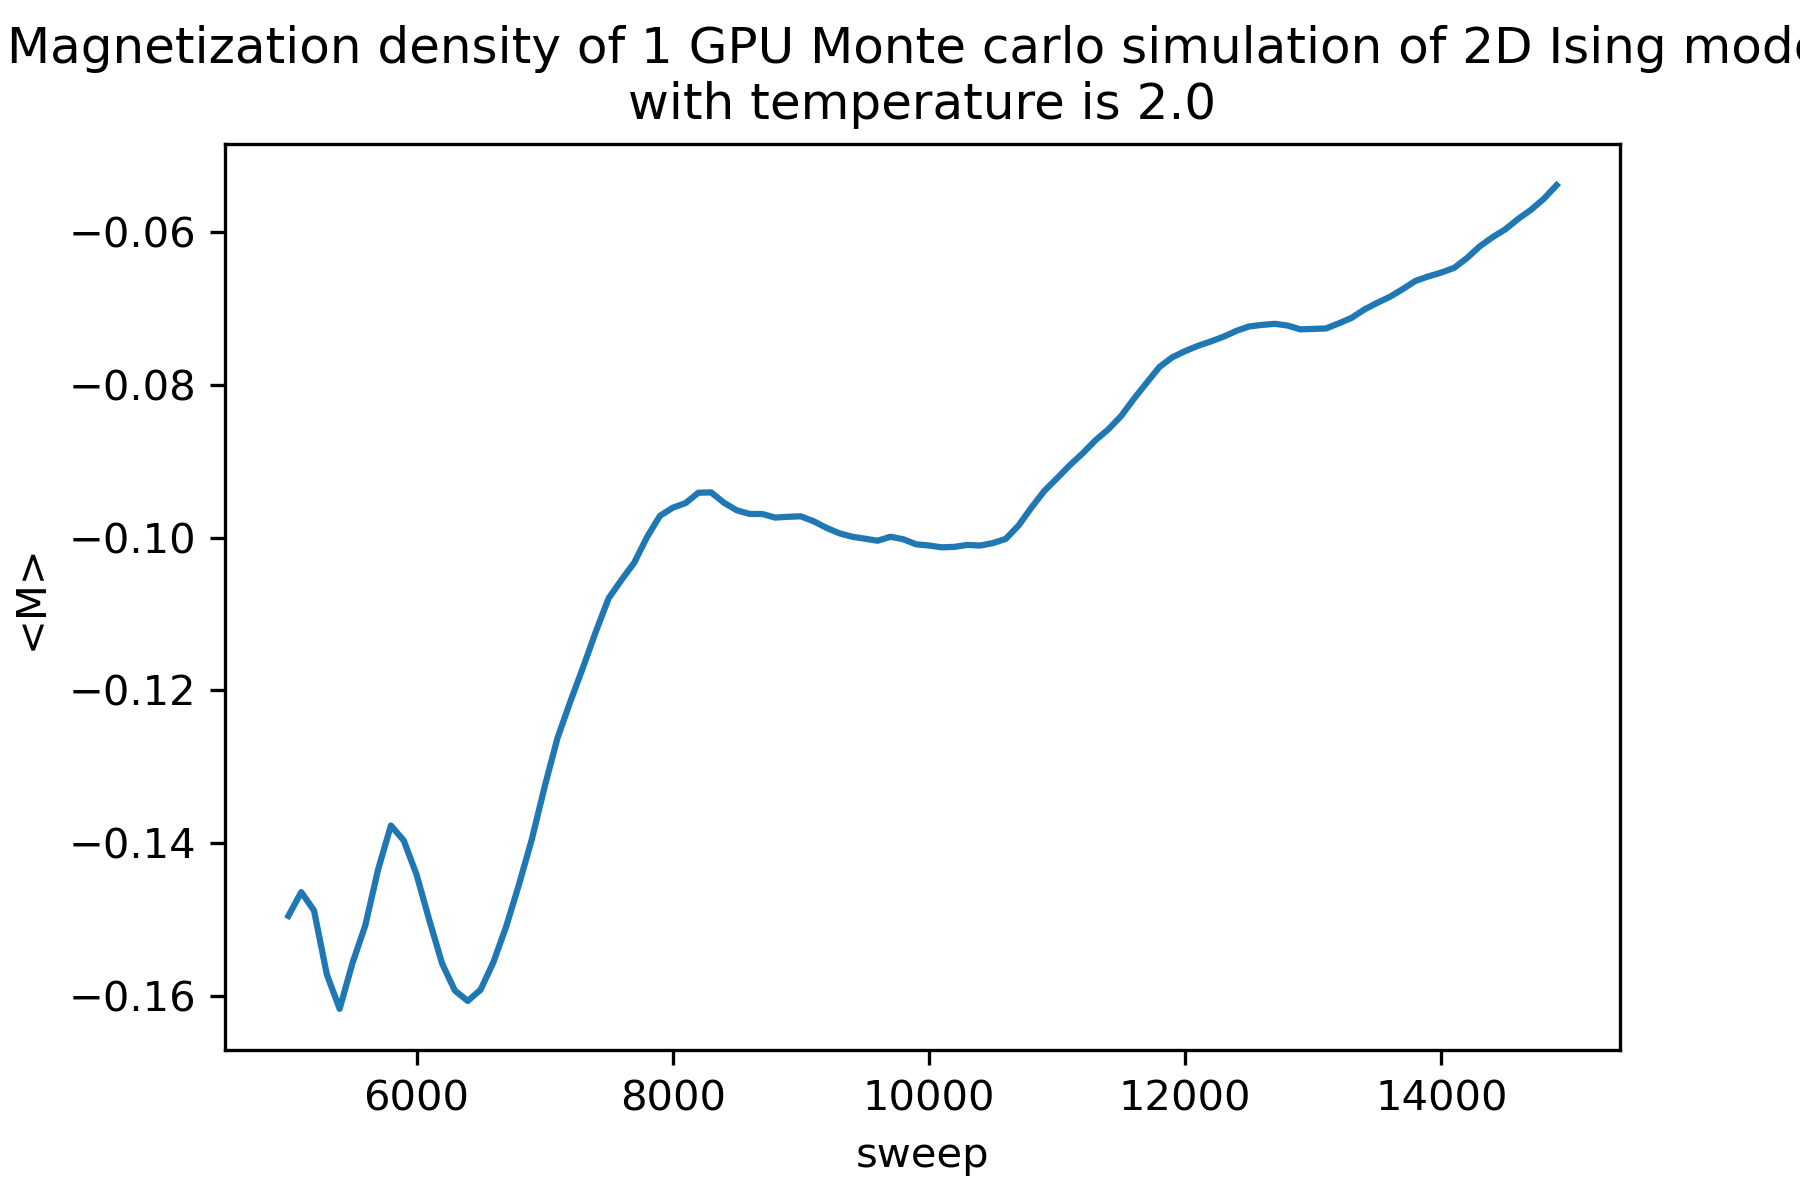 Magnetization density of 1 GPU Monte carlo simulation of 2D Ising
with temperature is 2.0
−0.06
−0.08
−0.10
−0.12
−0.14
−0.16
<M>
6000 8000 10000 12000 14000
sweep